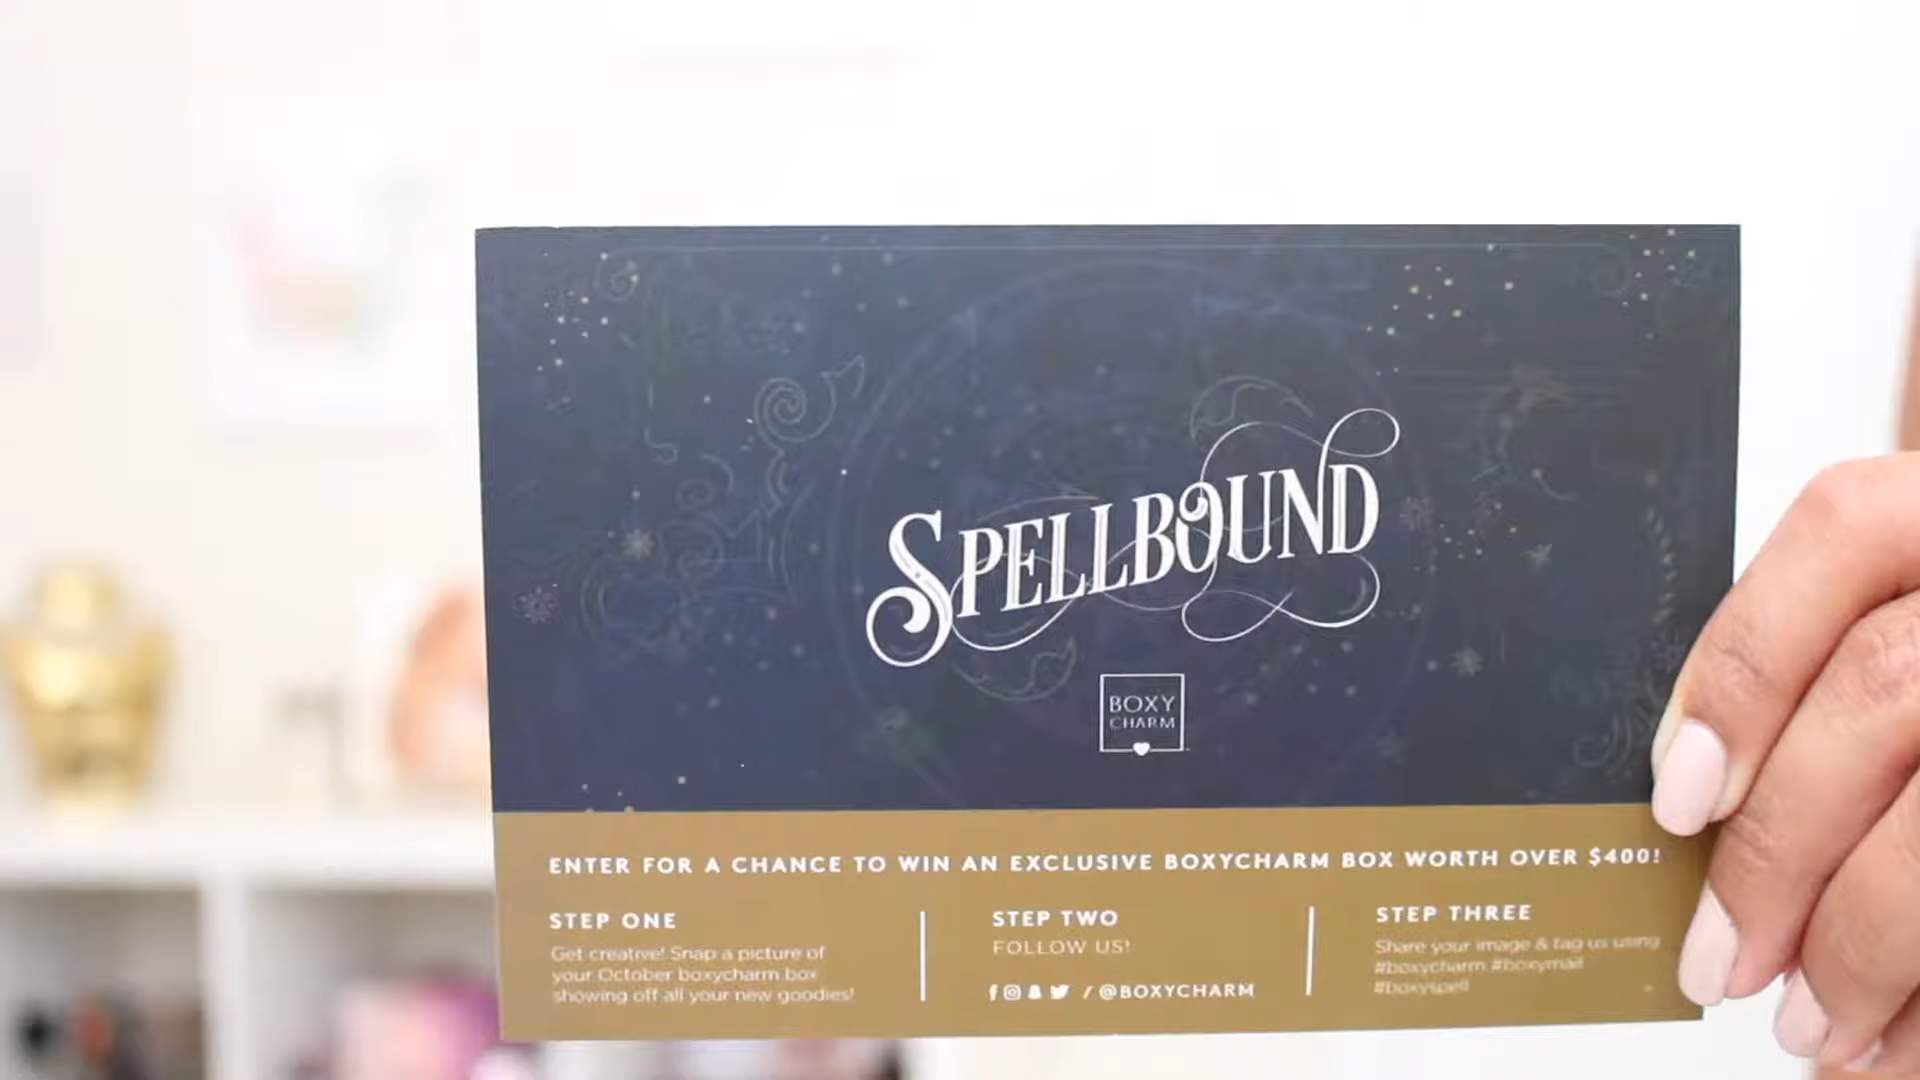 SPELLBOUND
BOXY
CHARM
ENTER FOR A CHANCE TO WIN AN EXCLUSIVE BOXYCHARM BOX WORTH OVER $400!
STEP ONE
Get creative! Snap a picture of
your October boxycharm box
showing off all your new goodies!
STEP TWO
FOLLOW US!
/ @BOXYCHARM
STEP THREE
Share your image & tag us using
#boxycharm #boxymail
#boxyspell